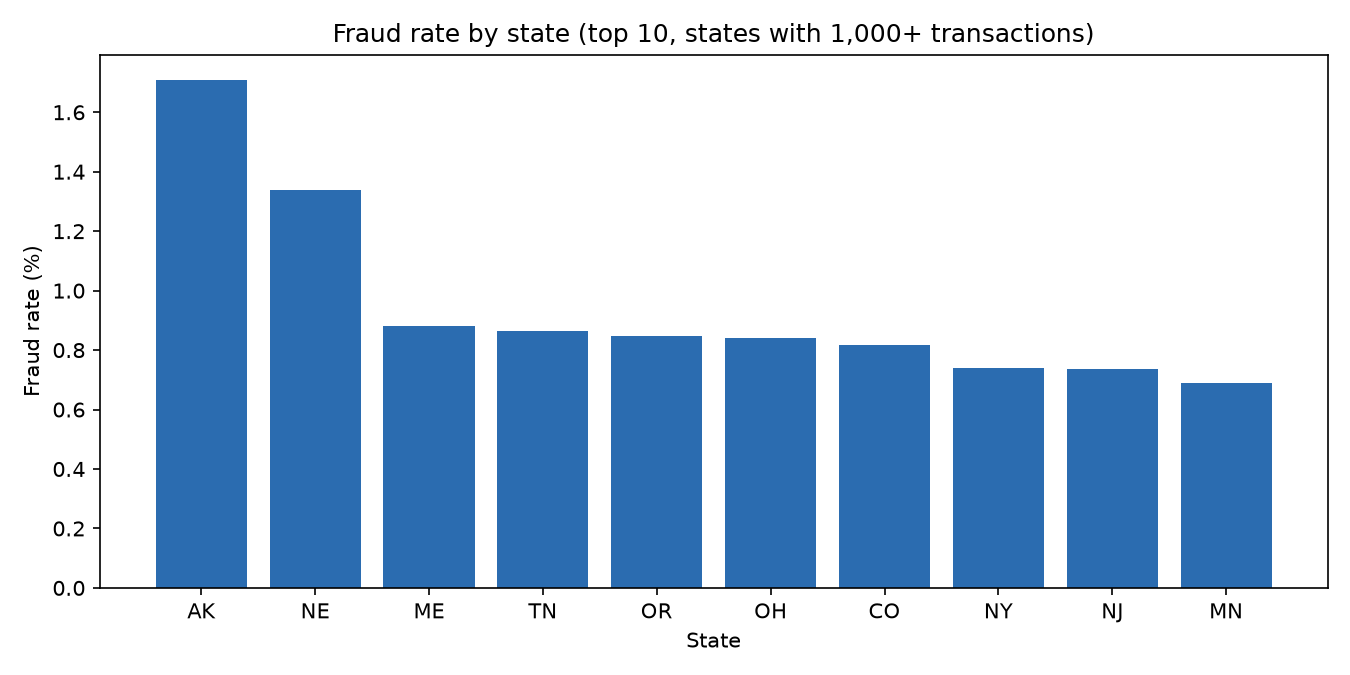 Fraud rate by state (top 10, states with 1,000+ transactions)
Fraud rate (%)
1.6
1.4
1.2
1.0
0.8
0.6
0.4
0.2
0.0
AK NE ME TN OR OH CO NY NJ MN
State